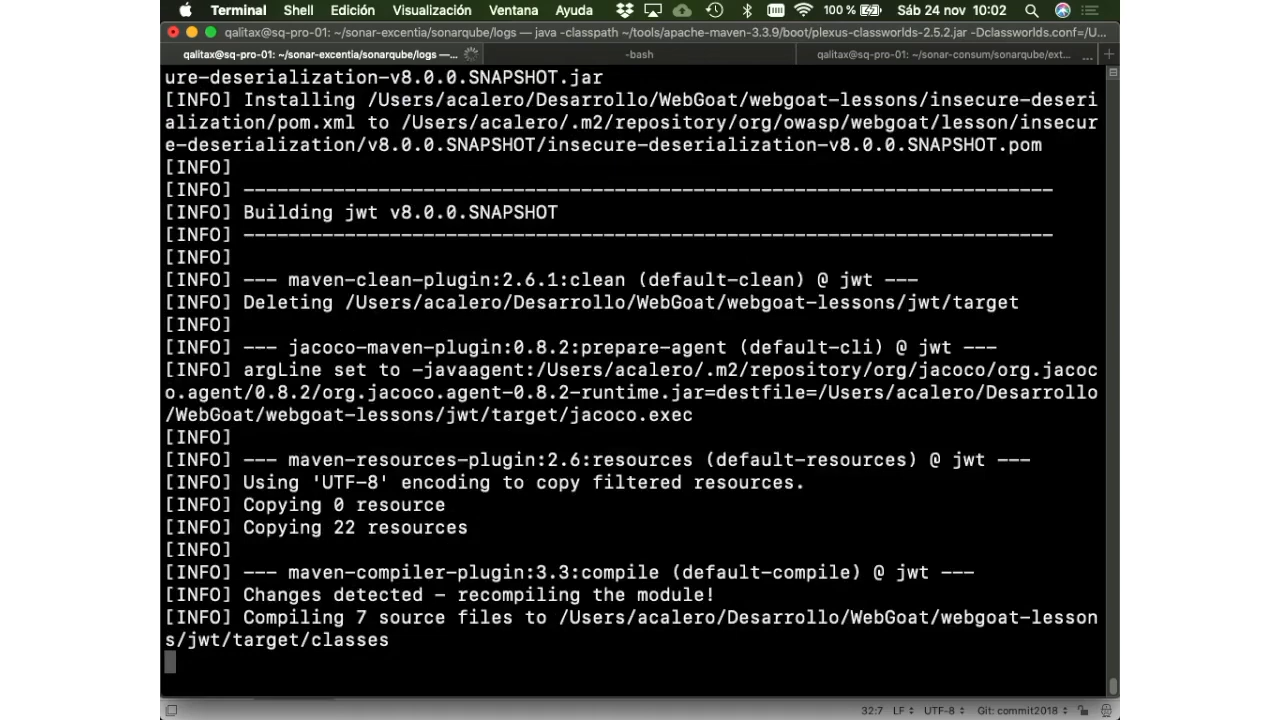 Terminal Shell Edición Visualización Ventana Ayuda 100 % Sáb 24 nov 10:02
qalitax@sq-pro-01: ~/sonar-excentia/sonarqube/logs — java -classpath ~/tools/apache-maven-3.3.9/boot/plexus-classworlds-2.5.2.jar -Dclassworlds.conf=/U...
qalitax@sq-pro-01: ~/sonar-excentia/sonarqube/logs —... -bash qalitax@sq-pro-01: ~/sonar-consum/sonarqube/ext... ... +
ure-deserialization-v8.0.0.SNAPSHOT.jar
[INFO] Installing /Users/acalero/Desarrollo/WebGoat/webgoat-lessons/insecure-deseri
alization/pom.xml to /Users/acalero/.m2/repository/org/owasp/webgoat/lesson/insecur
e-deserialization/v8.0.0.SNAPSHOT/insecure-deserialization-v8.0.0.SNAPSHOT.pom
[INFO]
[INFO] ------------------------------------------------------------------------
[INFO] Building jwt v8.0.0.SNAPSHOT
[INFO] ------------------------------------------------------------------------
[INFO]
[INFO] --- maven-clean-plugin:2.6.1:clean (default-clean) @ jwt ---
[INFO] Deleting /Users/acalero/Desarrollo/WebGoat/webgoat-lessons/jwt/target
[INFO]
[INFO] --- jacoco-maven-plugin:0.8.2:prepare-agent (default-cli) @ jwt ---
[INFO] argLine set to -javaagent:/Users/acalero/.m2/repository/org/jacoco/org.jacoc
o.agent/0.8.2/org.jacoco.agent-0.8.2-runtime.jar=destfile=/Users/acalero/Desarrollo
/WebGoat/webgoat-lessons/jwt/target/jacoco.exec
[INFO]
[INFO] --- maven-resources-plugin:2.6:resources (default-resources) @ jwt ---
[INFO] Using 'UTF-8' encoding to copy filtered resources.
[INFO] Copying 0 resource
[INFO] Copying 22 resources
[INFO]
[INFO] --- maven-compiler-plugin:3.3:compile (default-compile) @ jwt ---
[INFO] Changes detected - recompiling the module!
[INFO] Compiling 7 source files to /Users/acalero/Desarrollo/WebGoat/webgoat-lesson
s/jwt/target/classes
32:7 LF UTF-8 Git: commit2018